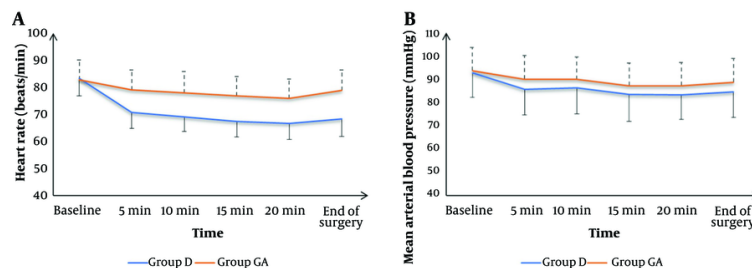 A
Heart rate (beats/min)
100
90
80
70
60
50
40
Baseline 5 min 10 min 15 min 20 min End of
surgery
Time
Group D Group GA
B
Mean arterial blood pressure (mmHg)
110
100
90
80
70
60
50
40
Baseline 5 min 10 min 15 min 20 min End of
surgery
Time
Group D Group GA